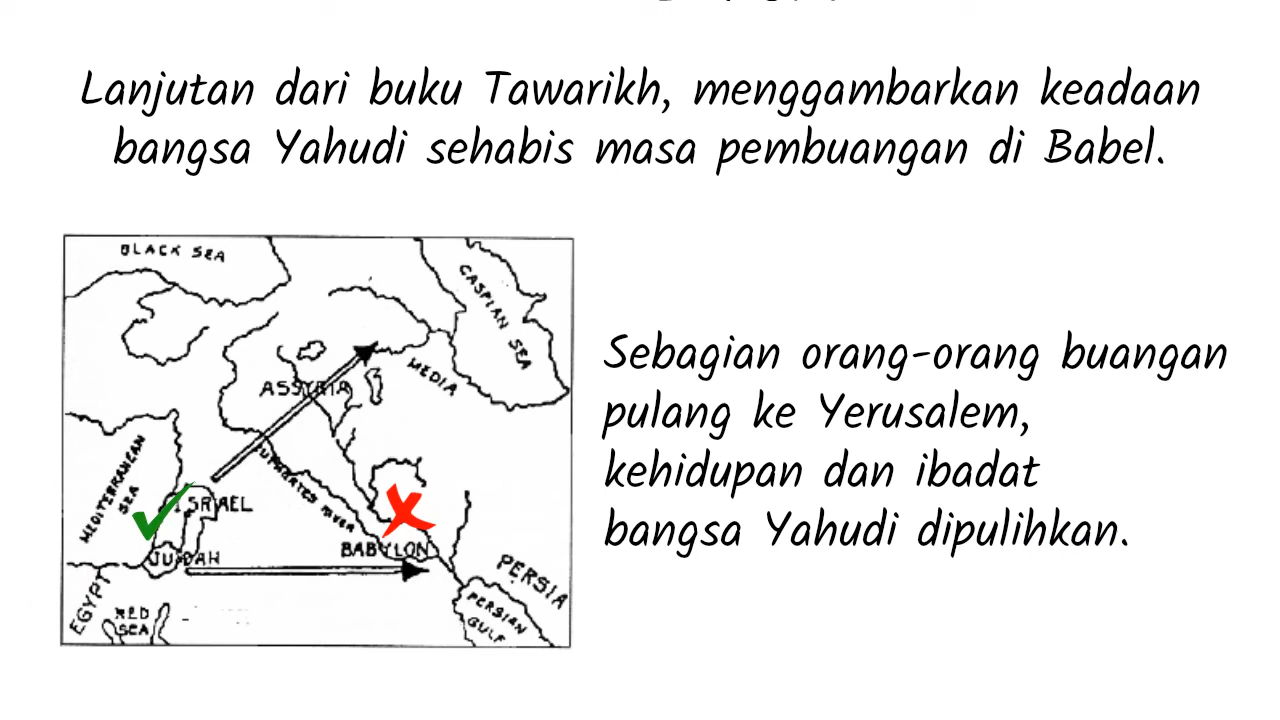 Lanjutan dari buku Tawarikh, menggambarkan keadaan
bangsa Yahudi sehabis masa pembuangan di Babel.
BLACK SEA
CASPIAN SEA
ASSYRIA
MEDIA
MEDITERRANEAN
SEA
EUPHRATES RIVER
ISRAEL
JUDAH
BABYLON
EGYPT
RED
SEA
PERSIA
PERSIAN
GULF
Sebagian orang-orang buangan
pulang ke Yerusalem,
kehidupan dan ibadat
bangsa Yahudi dipulihkan.